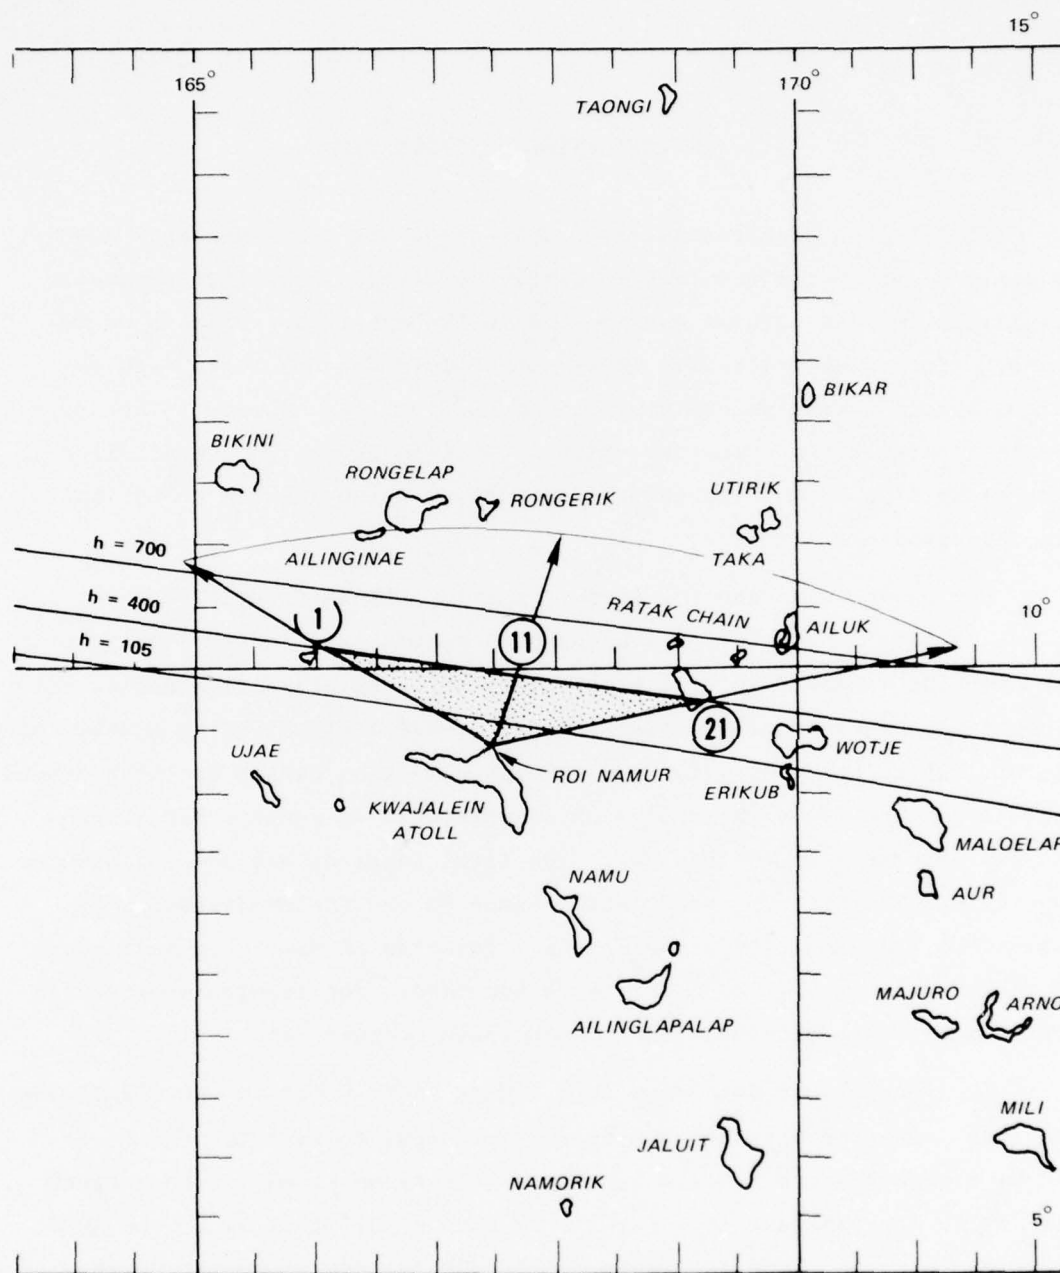 15°
165°
170°
TAONGI
BIKAR
BIKINI
RONGELAP
RONGERIK
UTIRIK
h = 700
AILINGINAE
TAKA
h = 400
1
RATAK CHAIN
10°
11
AILUK
h = 105
21
UJAE
WOTJE
ROI NAMUR
ERIKUB
KWAJALEIN
ATOLL
MALOELAP
NAMU
AUR
MAJURO
ARNO
AILINGLAPALAP
MILI
JALUIT
NAMORIK
5°